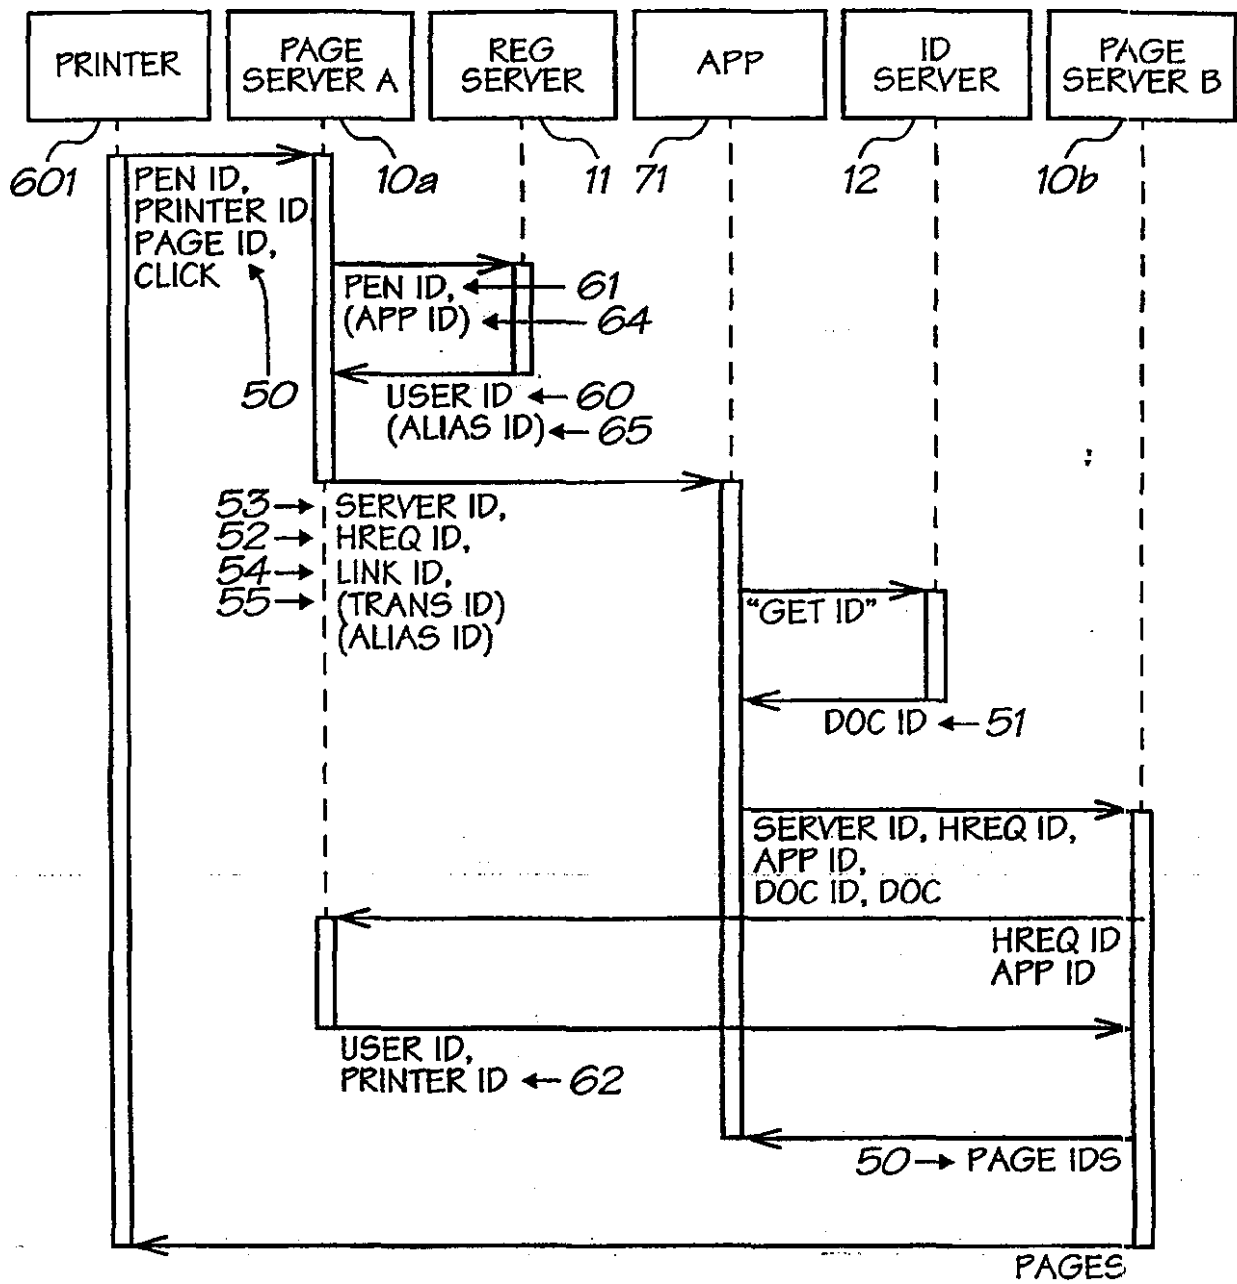 PRINTER
PAGE
SERVER A
REG
SERVER
APP
ID
SERVER
PAGE
SERVER B
601
10a
11
71
12
10b
PEN ID,
PRINTER ID
PAGE ID,
CLICK
50
PEN ID, 61
(APP ID) 64
USER ID 60
(ALIAS ID) 65
53 SERVER ID,
52 HREQ ID,
54 LINK ID,
55 (TRANS ID)
(ALIAS ID)
"GET ID"
DOC ID 51
SERVER ID, HREQ ID,
APP ID,
DOC ID, DOC
HREQ ID
APP ID
USER ID,
PRINTER ID 62
50 PAGE IDS
PAGES